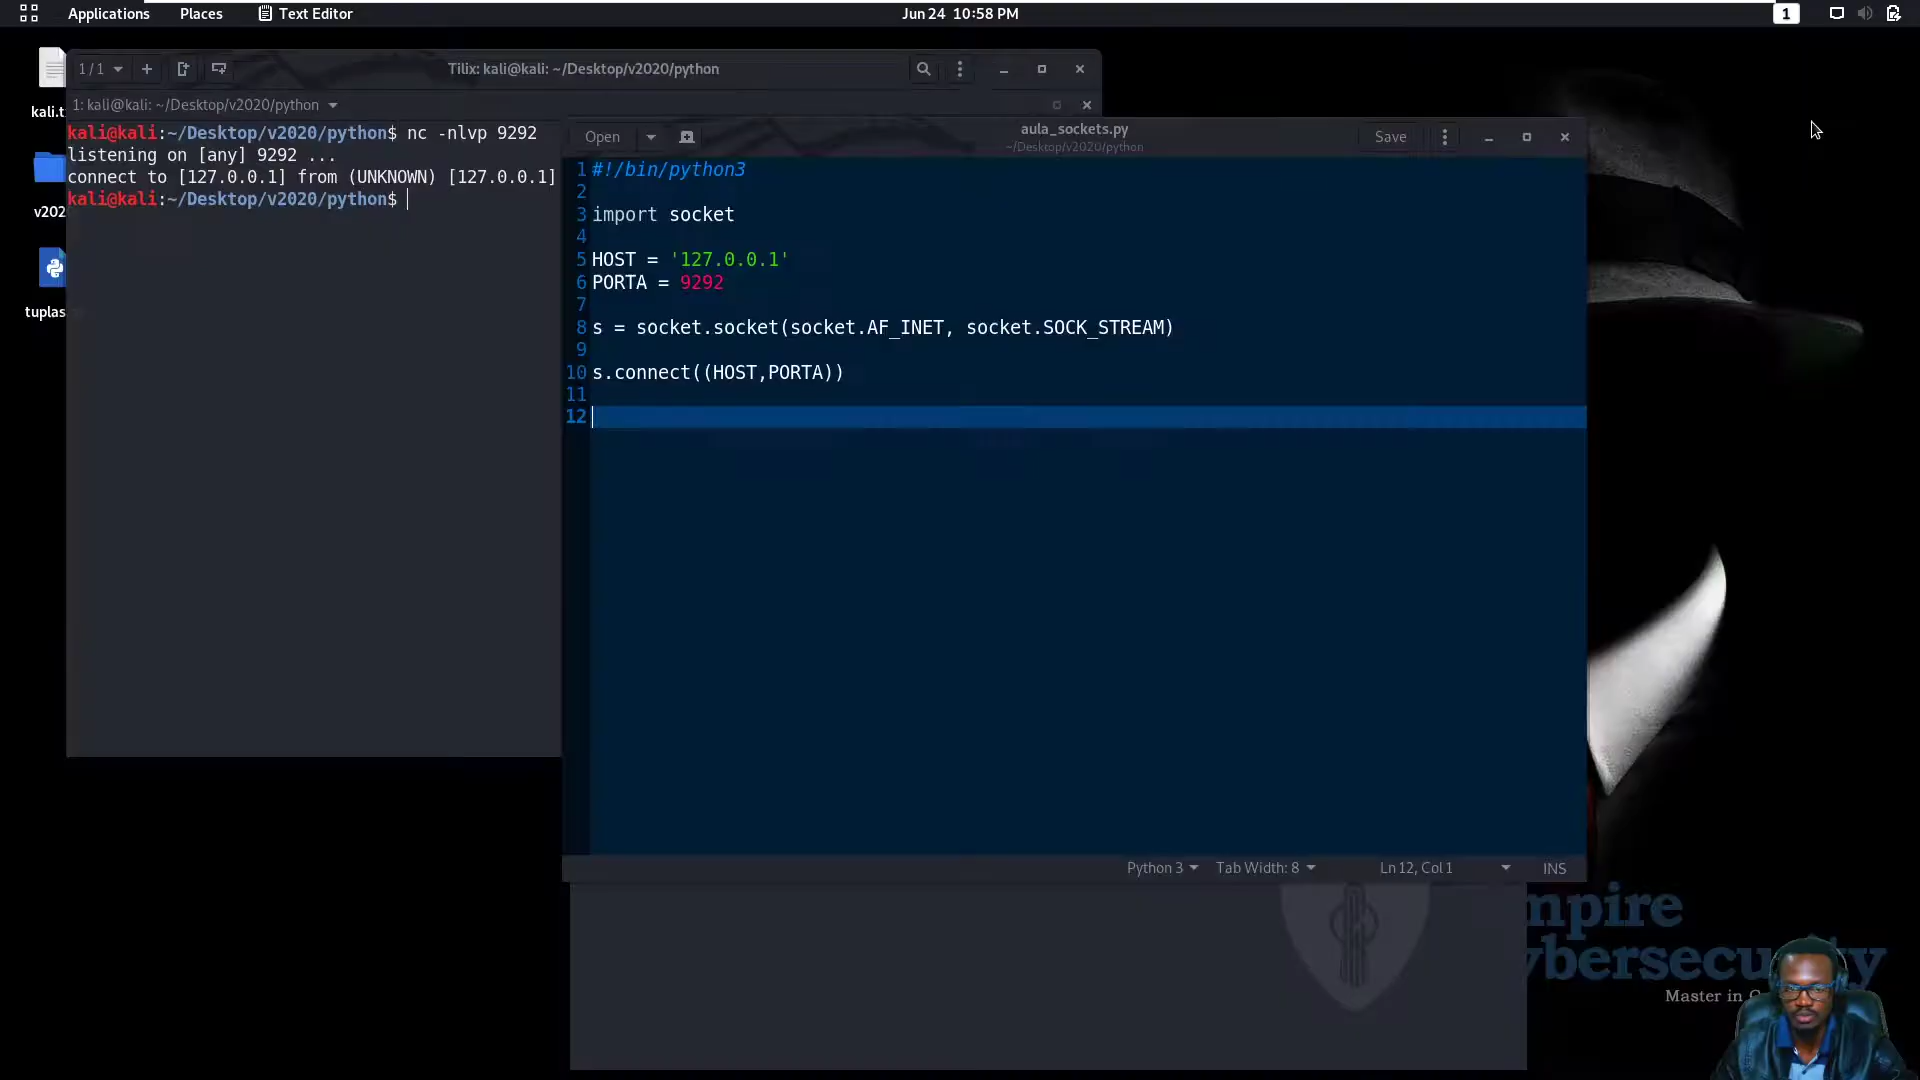 Applications Places Text Editor Jun 24 10:58 PM 1
1 / 1 Tilix: kali@kali: ~/Desktop/v2020/python
1: kali@kali: ~/Desktop/v2020/python
kali@kali:~/Desktop/v2020/python$ nc -nlvp 9292
listening on [any] 9292 ...
connect to [127.0.0.1] from (UNKNOWN) [127.0.0.1]
kali@kali:~/Desktop/v2020/python$
kali.t
v202
tuplas
Open aula_sockets.py Save
~/Desktop/v2020/python
1 #!/bin/python3
2
3 import socket
4
5 HOST = '127.0.0.1'
6 PORTA = 9292
7
8 s = socket.socket(socket.AF_INET, socket.SOCK_STREAM)
9
10 s.connect((HOST,PORTA))
11
12
Python 3 Tab Width: 8 Ln 12, Col 1 INS
mpire
ybersecu y
Master in